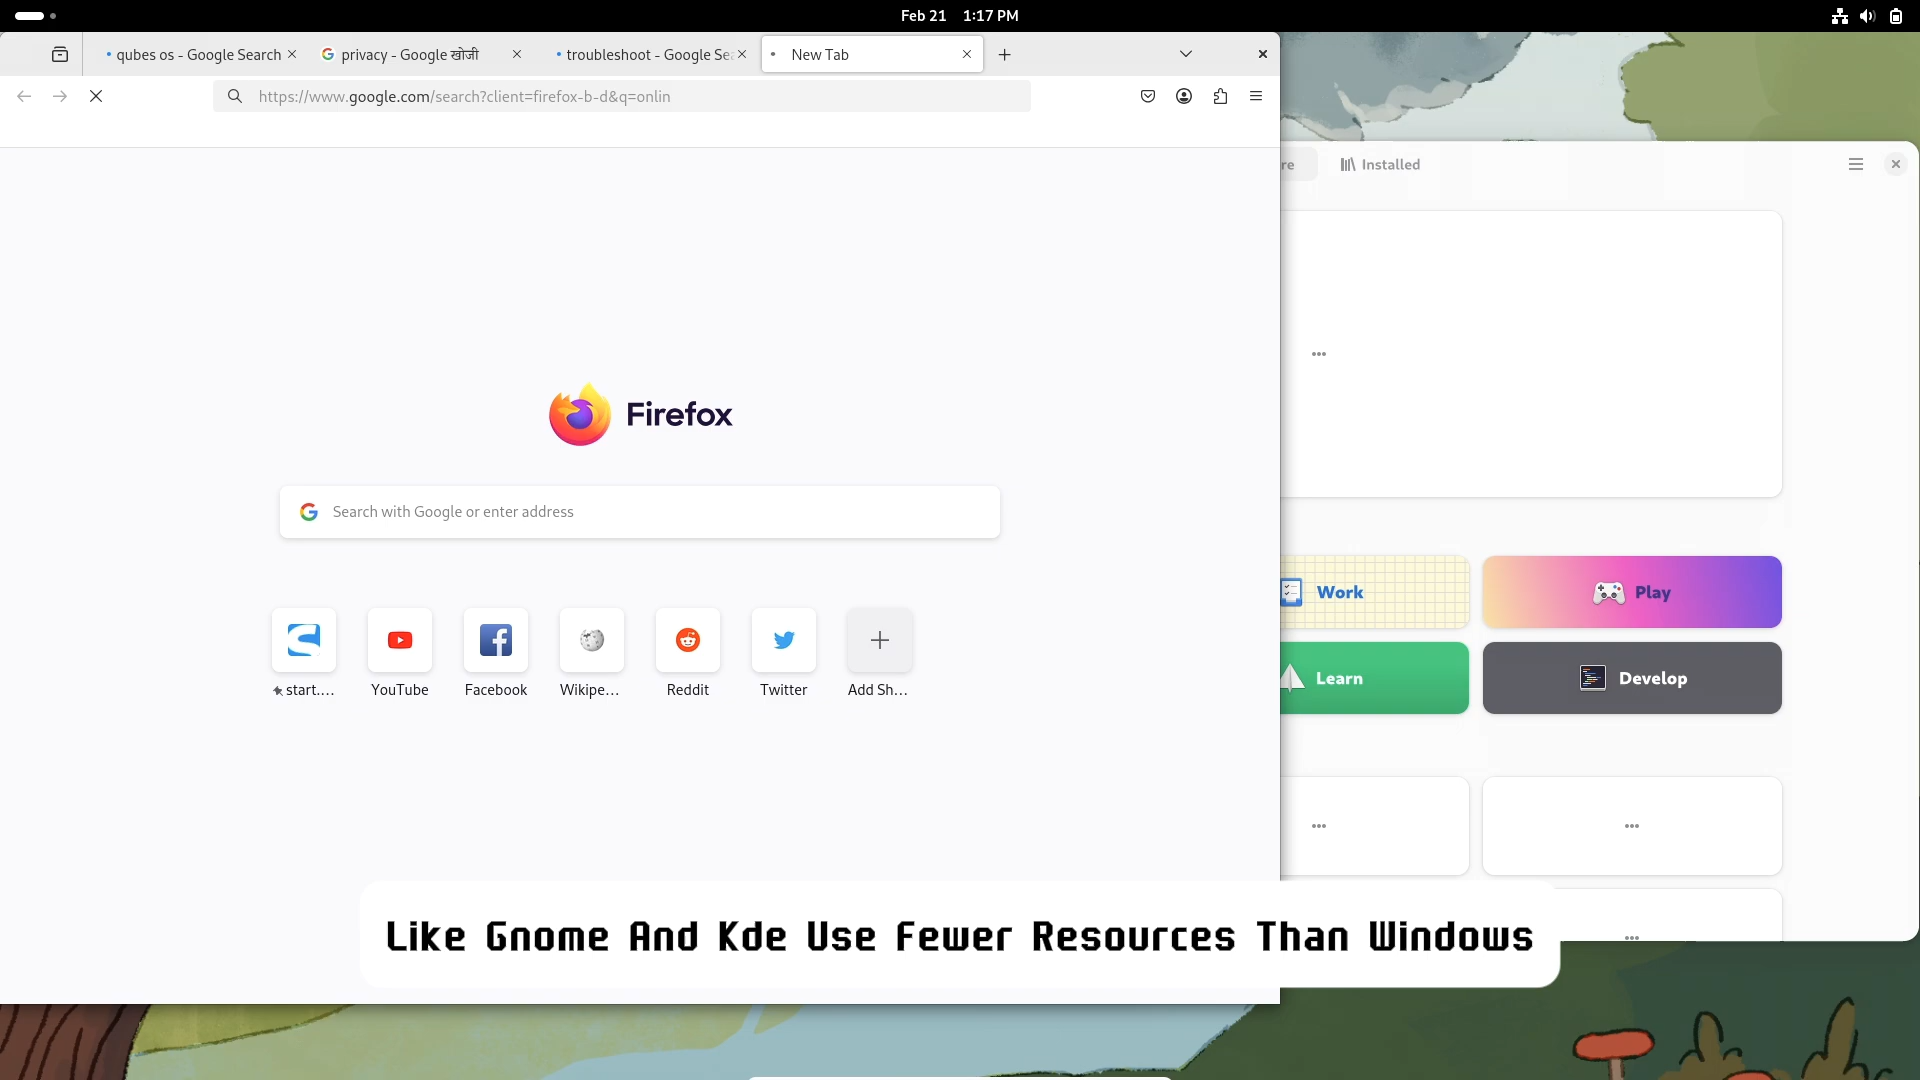 Feb 21 1:17 PM
qubes os - Google Search
privacy - Google खोजी
troubleshoot - Google Se
New Tab
https://www.google.com/search?client=firefox-b-d&q=onlin
re
Installed
Firefox
Search with Google or enter address
Work
Play
Learn
Develop
start....
YouTube
Facebook
Wikipe...
Reddit
Twitter
Add Sh...
Like Gnome And Kde Use Fewer Resources Than Windows